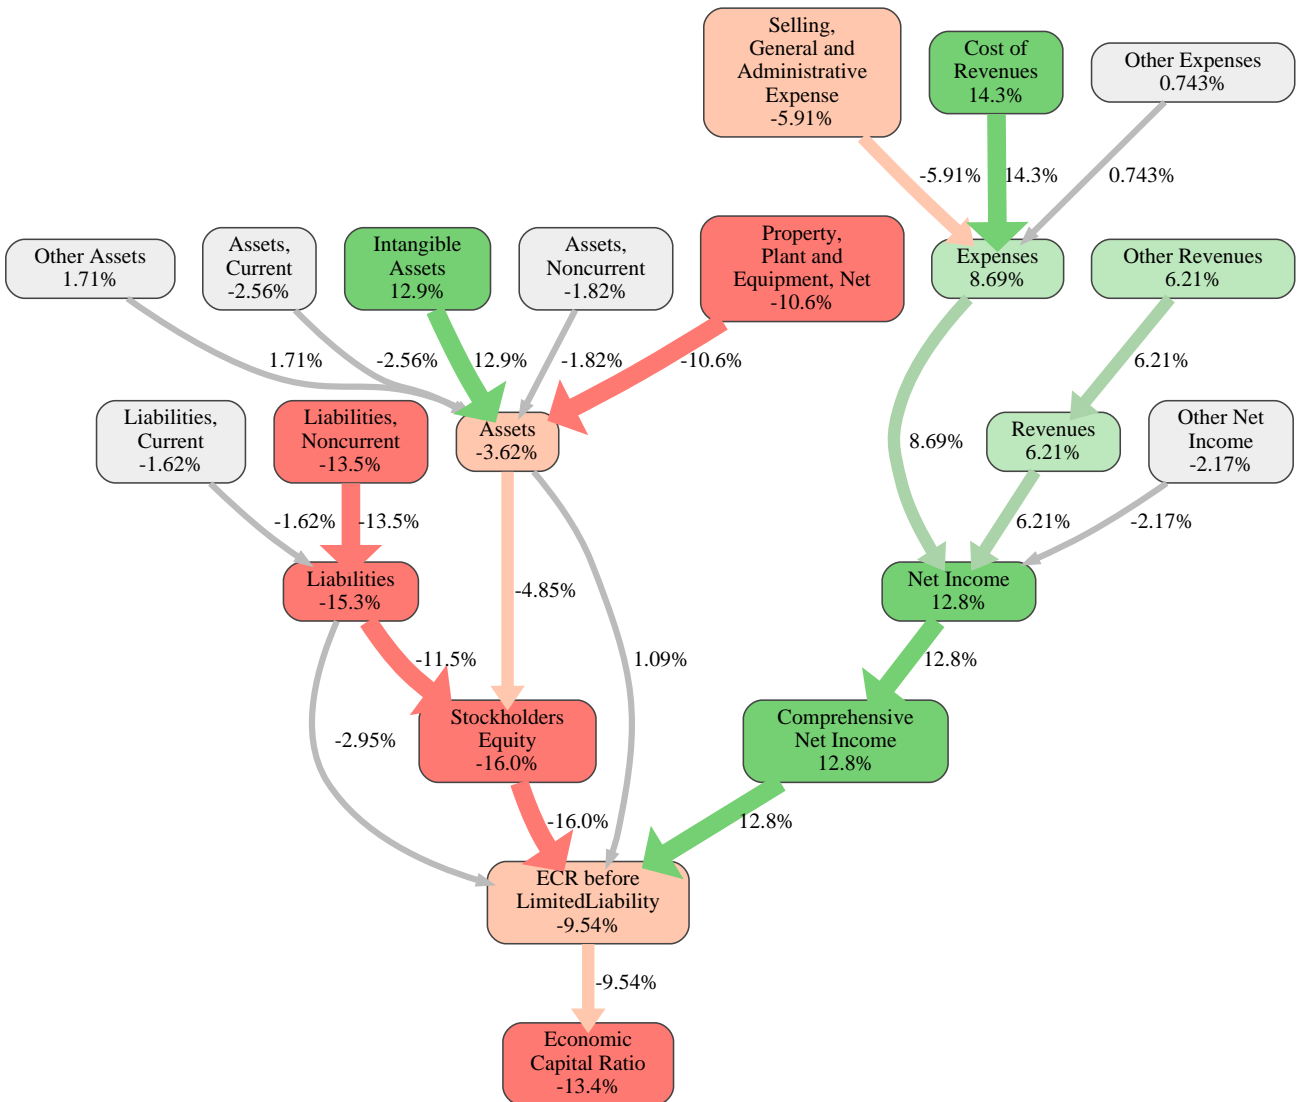 Selling,
General and
Administrative
Expense
-5.91%
Cost of
Revenues
14.3%
Other Expenses
0.743%
-5.91%
14.3%
0.743%
Other Assets
1.71%
Assets,
Current
-2.56%
Intangible
Assets
12.9%
Assets,
Noncurrent
-1.82%
Property,
Plant and
Equipment, Net
-10.6%
Expenses
8.69%
Other Revenues
6.21%
1.71%
-2.56%
12.9%
-1.82%
-10.6%
6.21%
Liabilities,
Current
-1.62%
Liabilities,
Noncurrent
-13.5%
Assets
-3.62%
8.69%
Revenues
6.21%
Other Net
Income
-2.17%
-1.62%
-13.5%
6.21%
-2.17%
Liabilities
-15.3%
-4.85%
Net Income
12.8%
-11.5%
1.09%
12.8%
-2.95%
Stockholders
Equity
-16.0%
Comprehensive
Net Income
12.8%
-16.0%
12.8%
ECR before
LimitedLiability
-9.54%
-9.54%
Economic
Capital Ratio
-13.4%